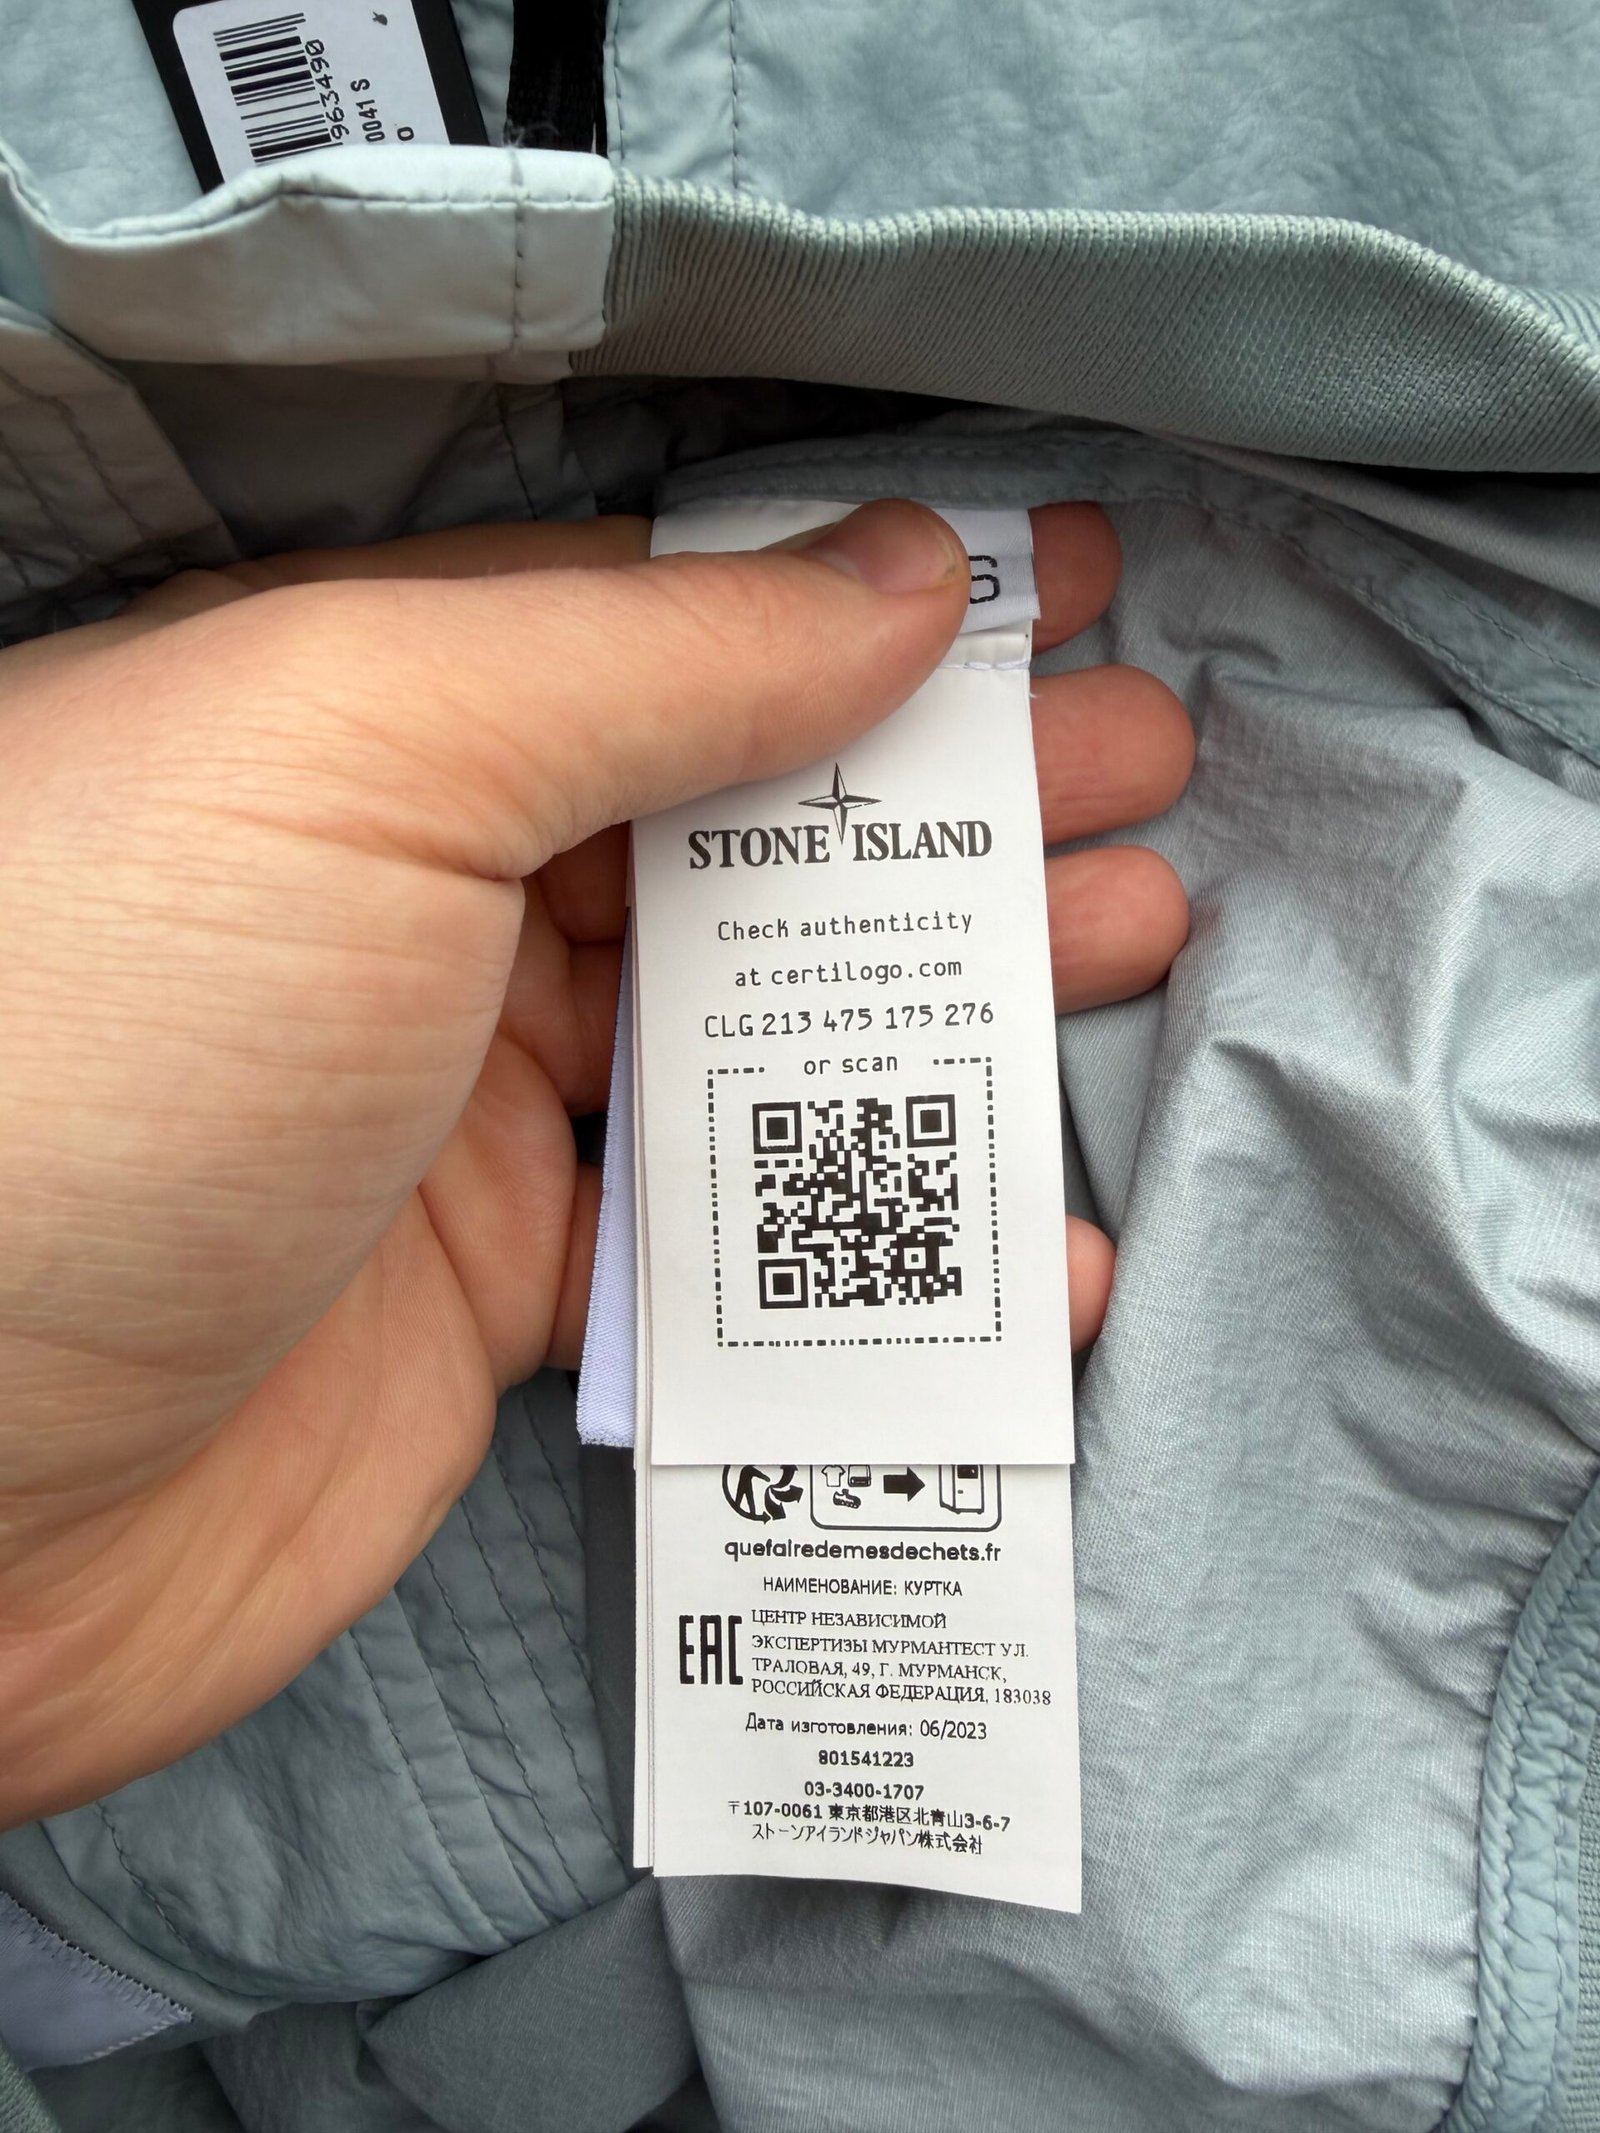 963490
0041 S
0
STONE ISLAND
Check authenticity
at certilogo.com
CLG 213 475 175 276
or scan
quefairedemesdechets.fr
НАИМЕНОВАНИЕ: КУРТКА
EAC
ЦЕНТР НЕЗАВИСИМОЙ
ЭКСПЕРТИЗЫ МУРМАНТЕСТ УЛ.
ТРАЛОВАЯ, 49, Г. МУРМАНСК,
РОССИЙСКАЯ ФЕДЕРАЦИЯ, 183038
Дата изготовления: 06/2023
801541223
03-3400-1707
〒107-0061 東京都港区北青山3-6-7
ストーンアイランドジャパン株式会社